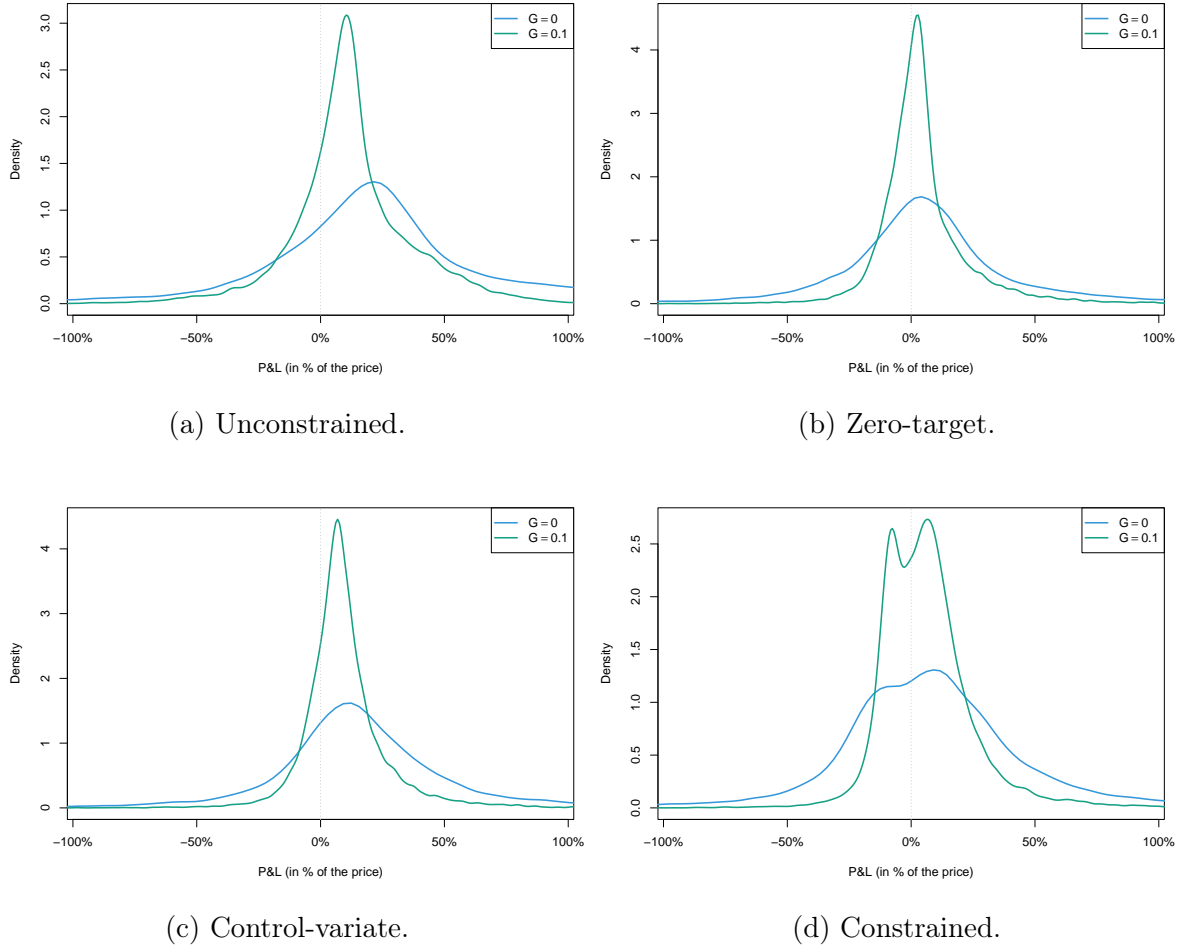 G = 0
G = 0.1
Density
0.0 0.5 1.0 1.5 2.0 2.5 3.0
−100% −50% 0% 50% 100%
P&L (in % of the price)
(a) Unconstrained.
G = 0
G = 0.1
Density
0 1 2 3 4
−100% −50% 0% 50% 100%
P&L (in % of the price)
(b) Zero-target.
G = 0
G = 0.1
Density
0 1 2 3 4
−100% −50% 0% 50% 100%
P&L (in % of the price)
(c) Control-variate.
G = 0
G = 0.1
Density
0.0 0.5 1.0 1.5 2.0 2.5
−100% −50% 0% 50% 100%
P&L (in % of the price)
(d) Constrained.